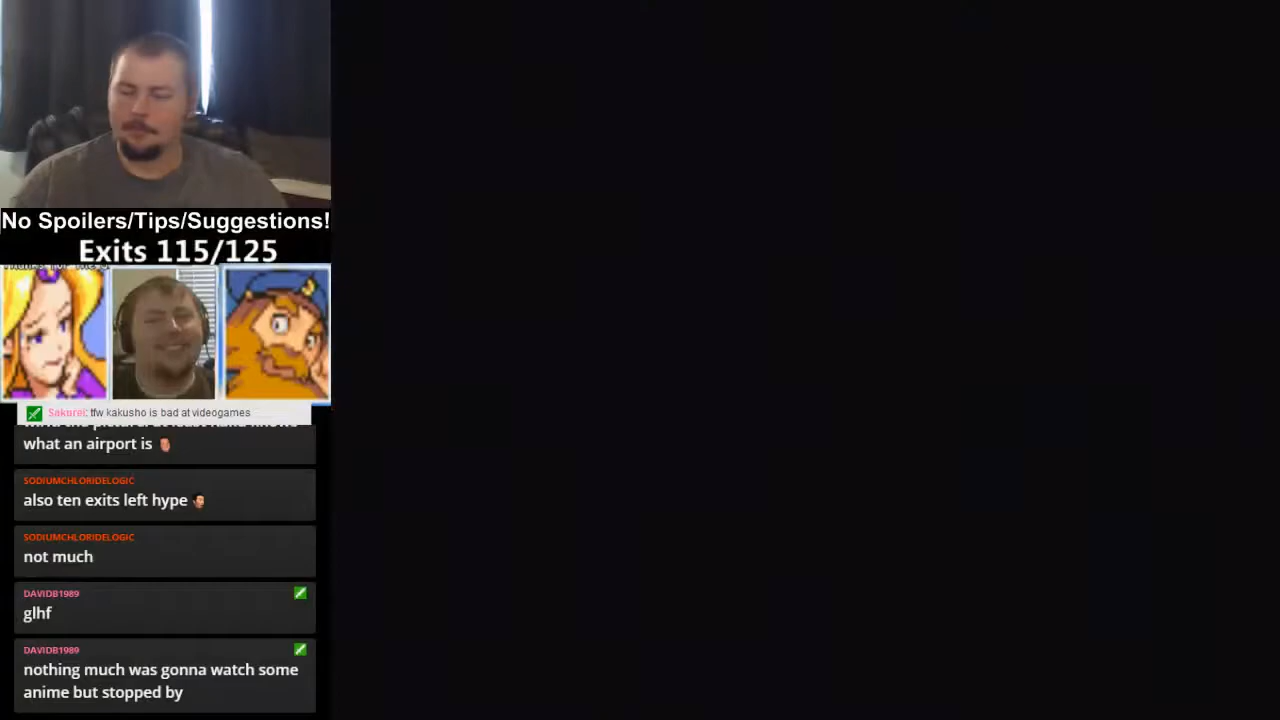 No Spoilers/Tips/Suggestions!
Exits 115/125
Sakurei: tfw kakusho is bad at videogames
what an airport is
SODIUMCHLORIDELOGIC
also ten exits left hype
SODIUMCHLORIDELOGIC
not much
DAVIDB1989
glhf
DAVIDB1989
nothing much was gonna watch some
anime but stopped by